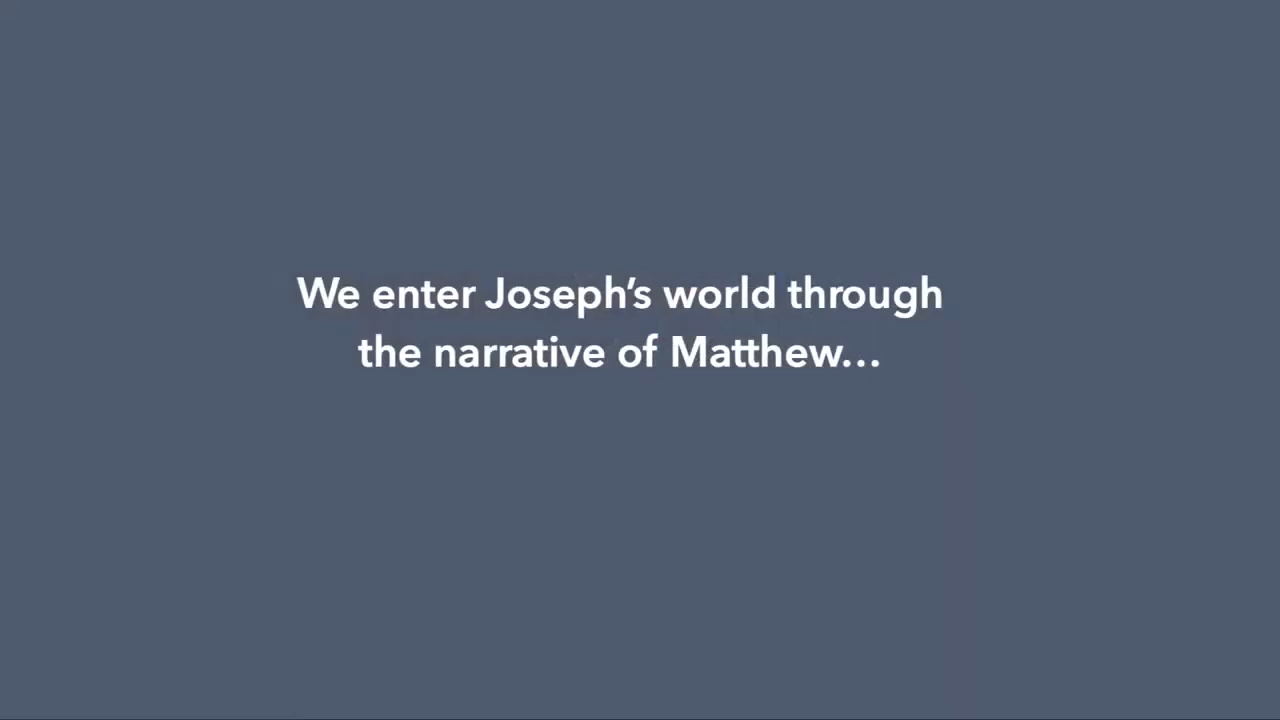 We enter Joseph’s world through
the narrative of Matthew…